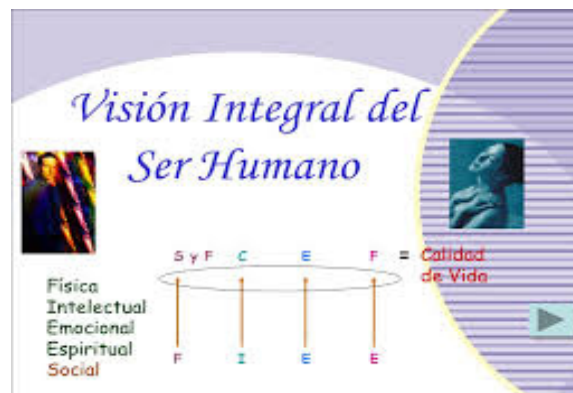 Visión Integral del
Ser Humano
S y F C E F = Calidad
de Vida
Física
Intelectual
Emocional
Espiritual
Social
F I E E